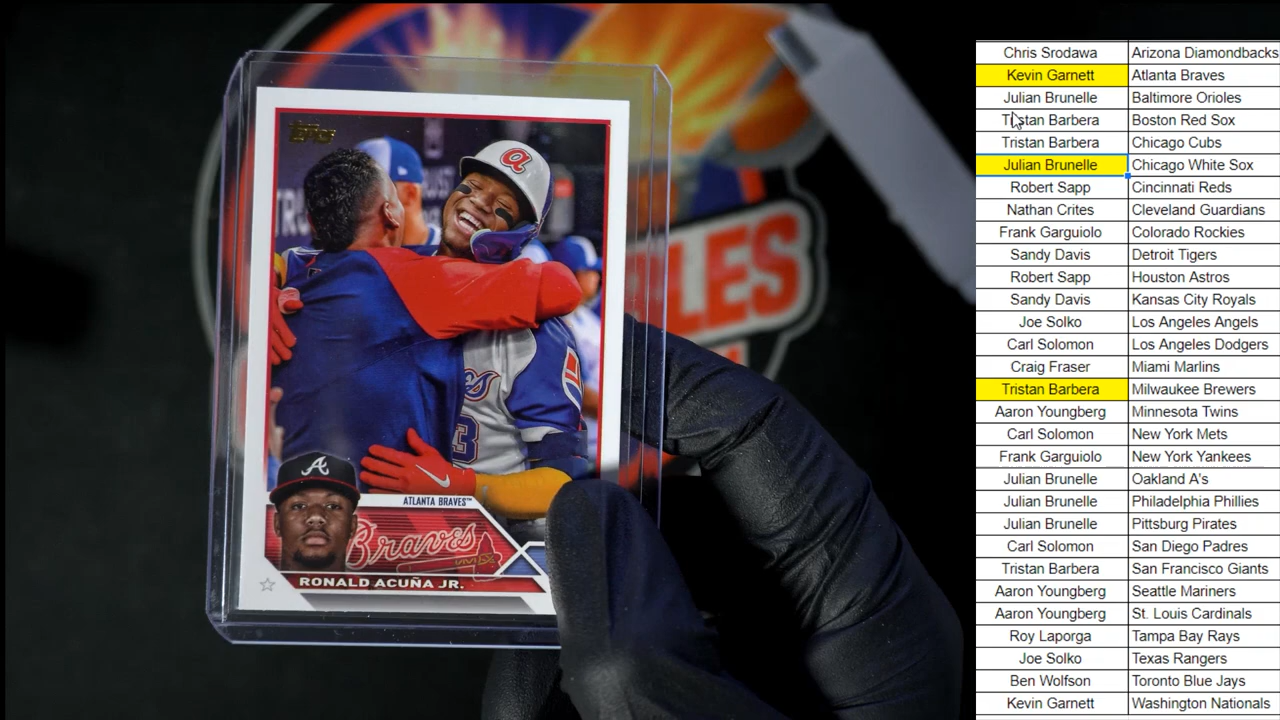 Topps
a
LES
3
A
ATLANTA BRAVES™
Braves
RONALD ACUÑA JR.
Chris Srodawa Arizona Diamondbacks
Kevin Garnett Atlanta Braves
Julian Brunelle Baltimore Orioles
Tristan Barbera Boston Red Sox
Tristan Barbera Chicago Cubs
Julian Brunelle Chicago White Sox
Robert Sapp Cincinnati Reds
Nathan Crites Cleveland Guardians
Frank Garguiolo Colorado Rockies
Sandy Davis Detroit Tigers
Robert Sapp Houston Astros
Sandy Davis Kansas City Royals
Joe Solko Los Angeles Angels
Carl Solomon Los Angeles Dodgers
Craig Fraser Miami Marlins
Tristan Barbera Milwaukee Brewers
Aaron Youngberg Minnesota Twins
Carl Solomon New York Mets
Frank Garguiolo New York Yankees
Julian Brunelle Oakland A's
Julian Brunelle Philadelphia Phillies
Julian Brunelle Pittsburg Pirates
Carl Solomon San Diego Padres
Tristan Barbera San Francisco Giants
Aaron Youngberg Seattle Mariners
Aaron Youngberg St. Louis Cardinals
Roy Laporga Tampa Bay Rays
Joe Solko Texas Rangers
Ben Wolfson Toronto Blue Jays
Kevin Garnett Washington Nationals